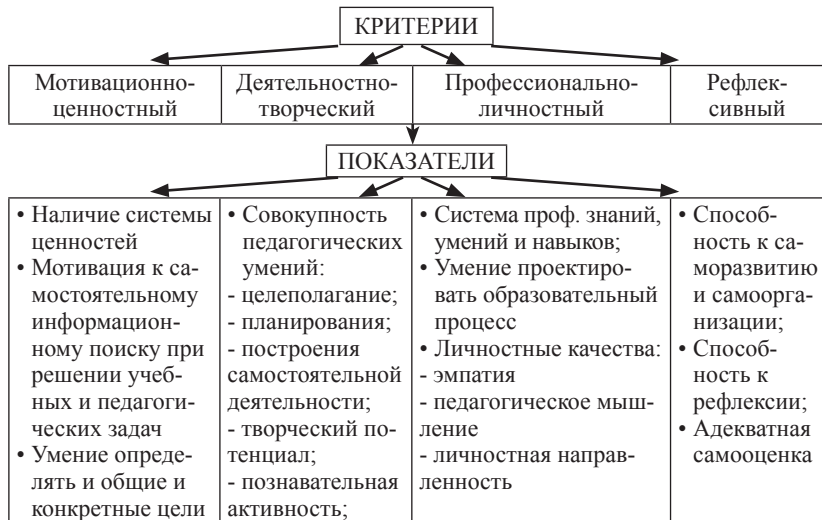 КРИТЕРИИ
Мотивационно-
ценностный
Деятельностно-
творческий
Профессионально-
личностный
Рефлек-
сивный
ПОКАЗАТЕЛИ
• Наличие системы
ценностей
• Мотивация к са-
мостоятельному
информацион-
ному поиску при
решении учеб-
ных и педагоги-
ческих задач
• Умение опреде-
лять и общие и
конкретные цели
• Совокупность
педагогических
умений:
- целеполагание;
- планирования;
- построения
самостоятельной
деятельности;
- творческий по-
тенциал;
- познавательная
активность;
• Система проф. знаний,
умений и навыков;
• Умение проектиро-
вать образовательный
процесс
• Личностные качества:
- эмпатия
- педагогическое мыш-
ление
- личностная направ-
ленность
• Способ-
ность к са-
моразвитию
и самоорга-
низации;
• Способ-
ность к
рефлексии;
• Адекватная
самооценка